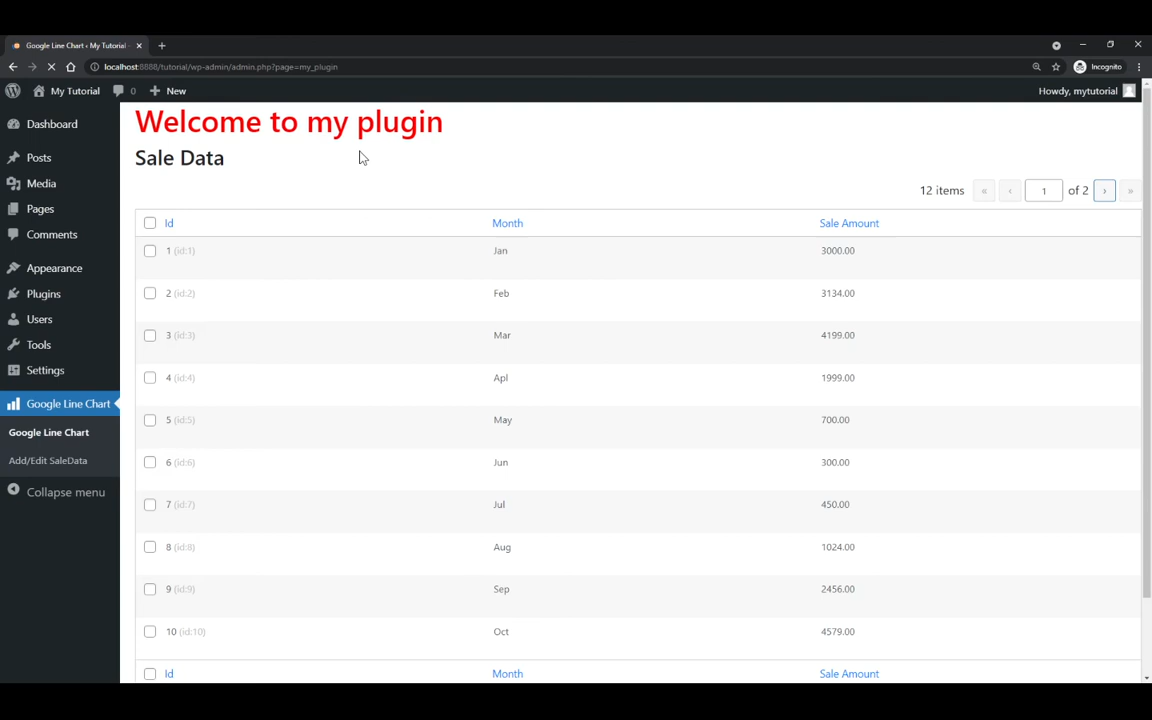 Google Line Chart ‹ My Tutorial -
localhost:8888/tutorial/wp-admin/admin.php?page=my_plugin
Incognito
My Tutorial 0 New
Howdy, mytutorial
Dashboard
Posts
Media
Pages
Comments
Appearance
Plugins
Users
Tools
Settings
Google Line Chart
Google Line Chart
Add/Edit SaleData
Collapse menu
Welcome to my plugin
Sale Data
12 items « ‹ 1 of 2 › »
Id Month Sale Amount
1 (id:1) Jan 3000.00
2 (id:2) Feb 3134.00
3 (id:3) Mar 4199.00
4 (id:4) Apl 1999.00
5 (id:5) May 700.00
6 (id:6) Jun 300.00
7 (id:7) Jul 450.00
8 (id:8) Aug 1024.00
9 (id:9) Sep 2456.00
10 (id:10) Oct 4579.00
Id Month Sale Amount